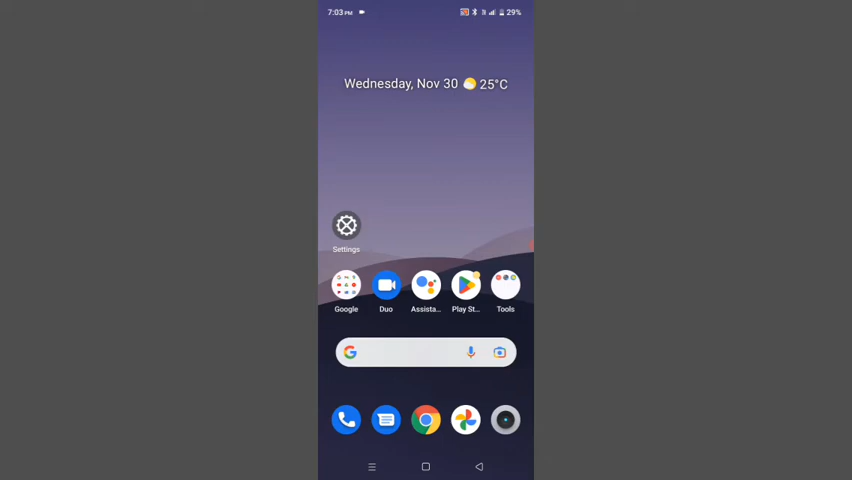 7:03 PM 29%
Wednesday, Nov 30 25°C
Settings
Google Duo Assista... Play St... Tools